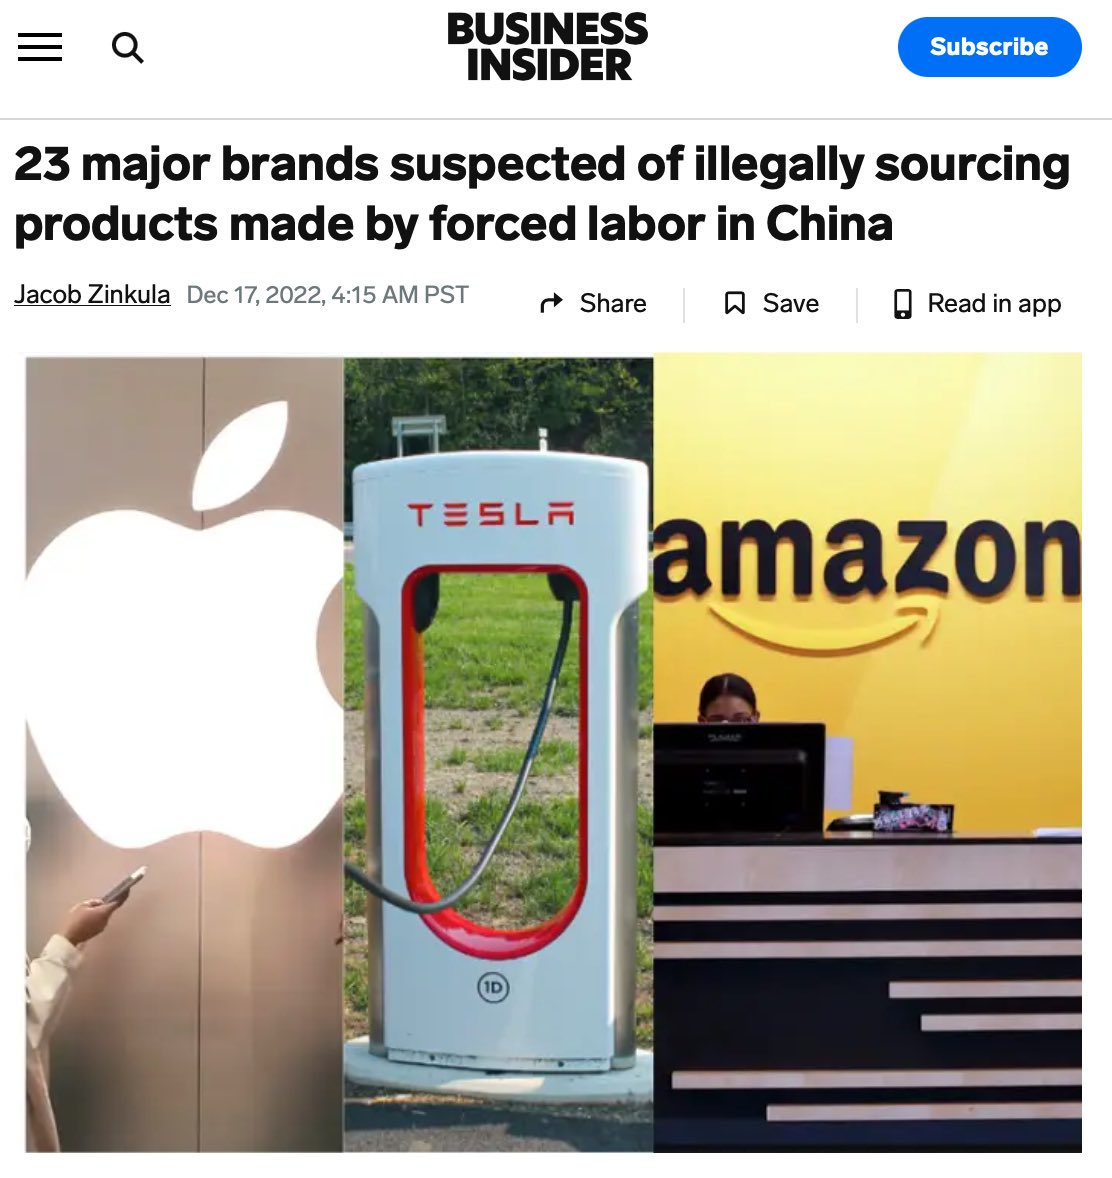 BUSINESS
INSIDER
Subscribe
23 major brands suspected of illegally sourcing
products made by forced labor in China
Jacob Zinkula Dec 17, 2022, 4:15 AM PST
Share
Save
Read in app
TESLA
amazon
1D